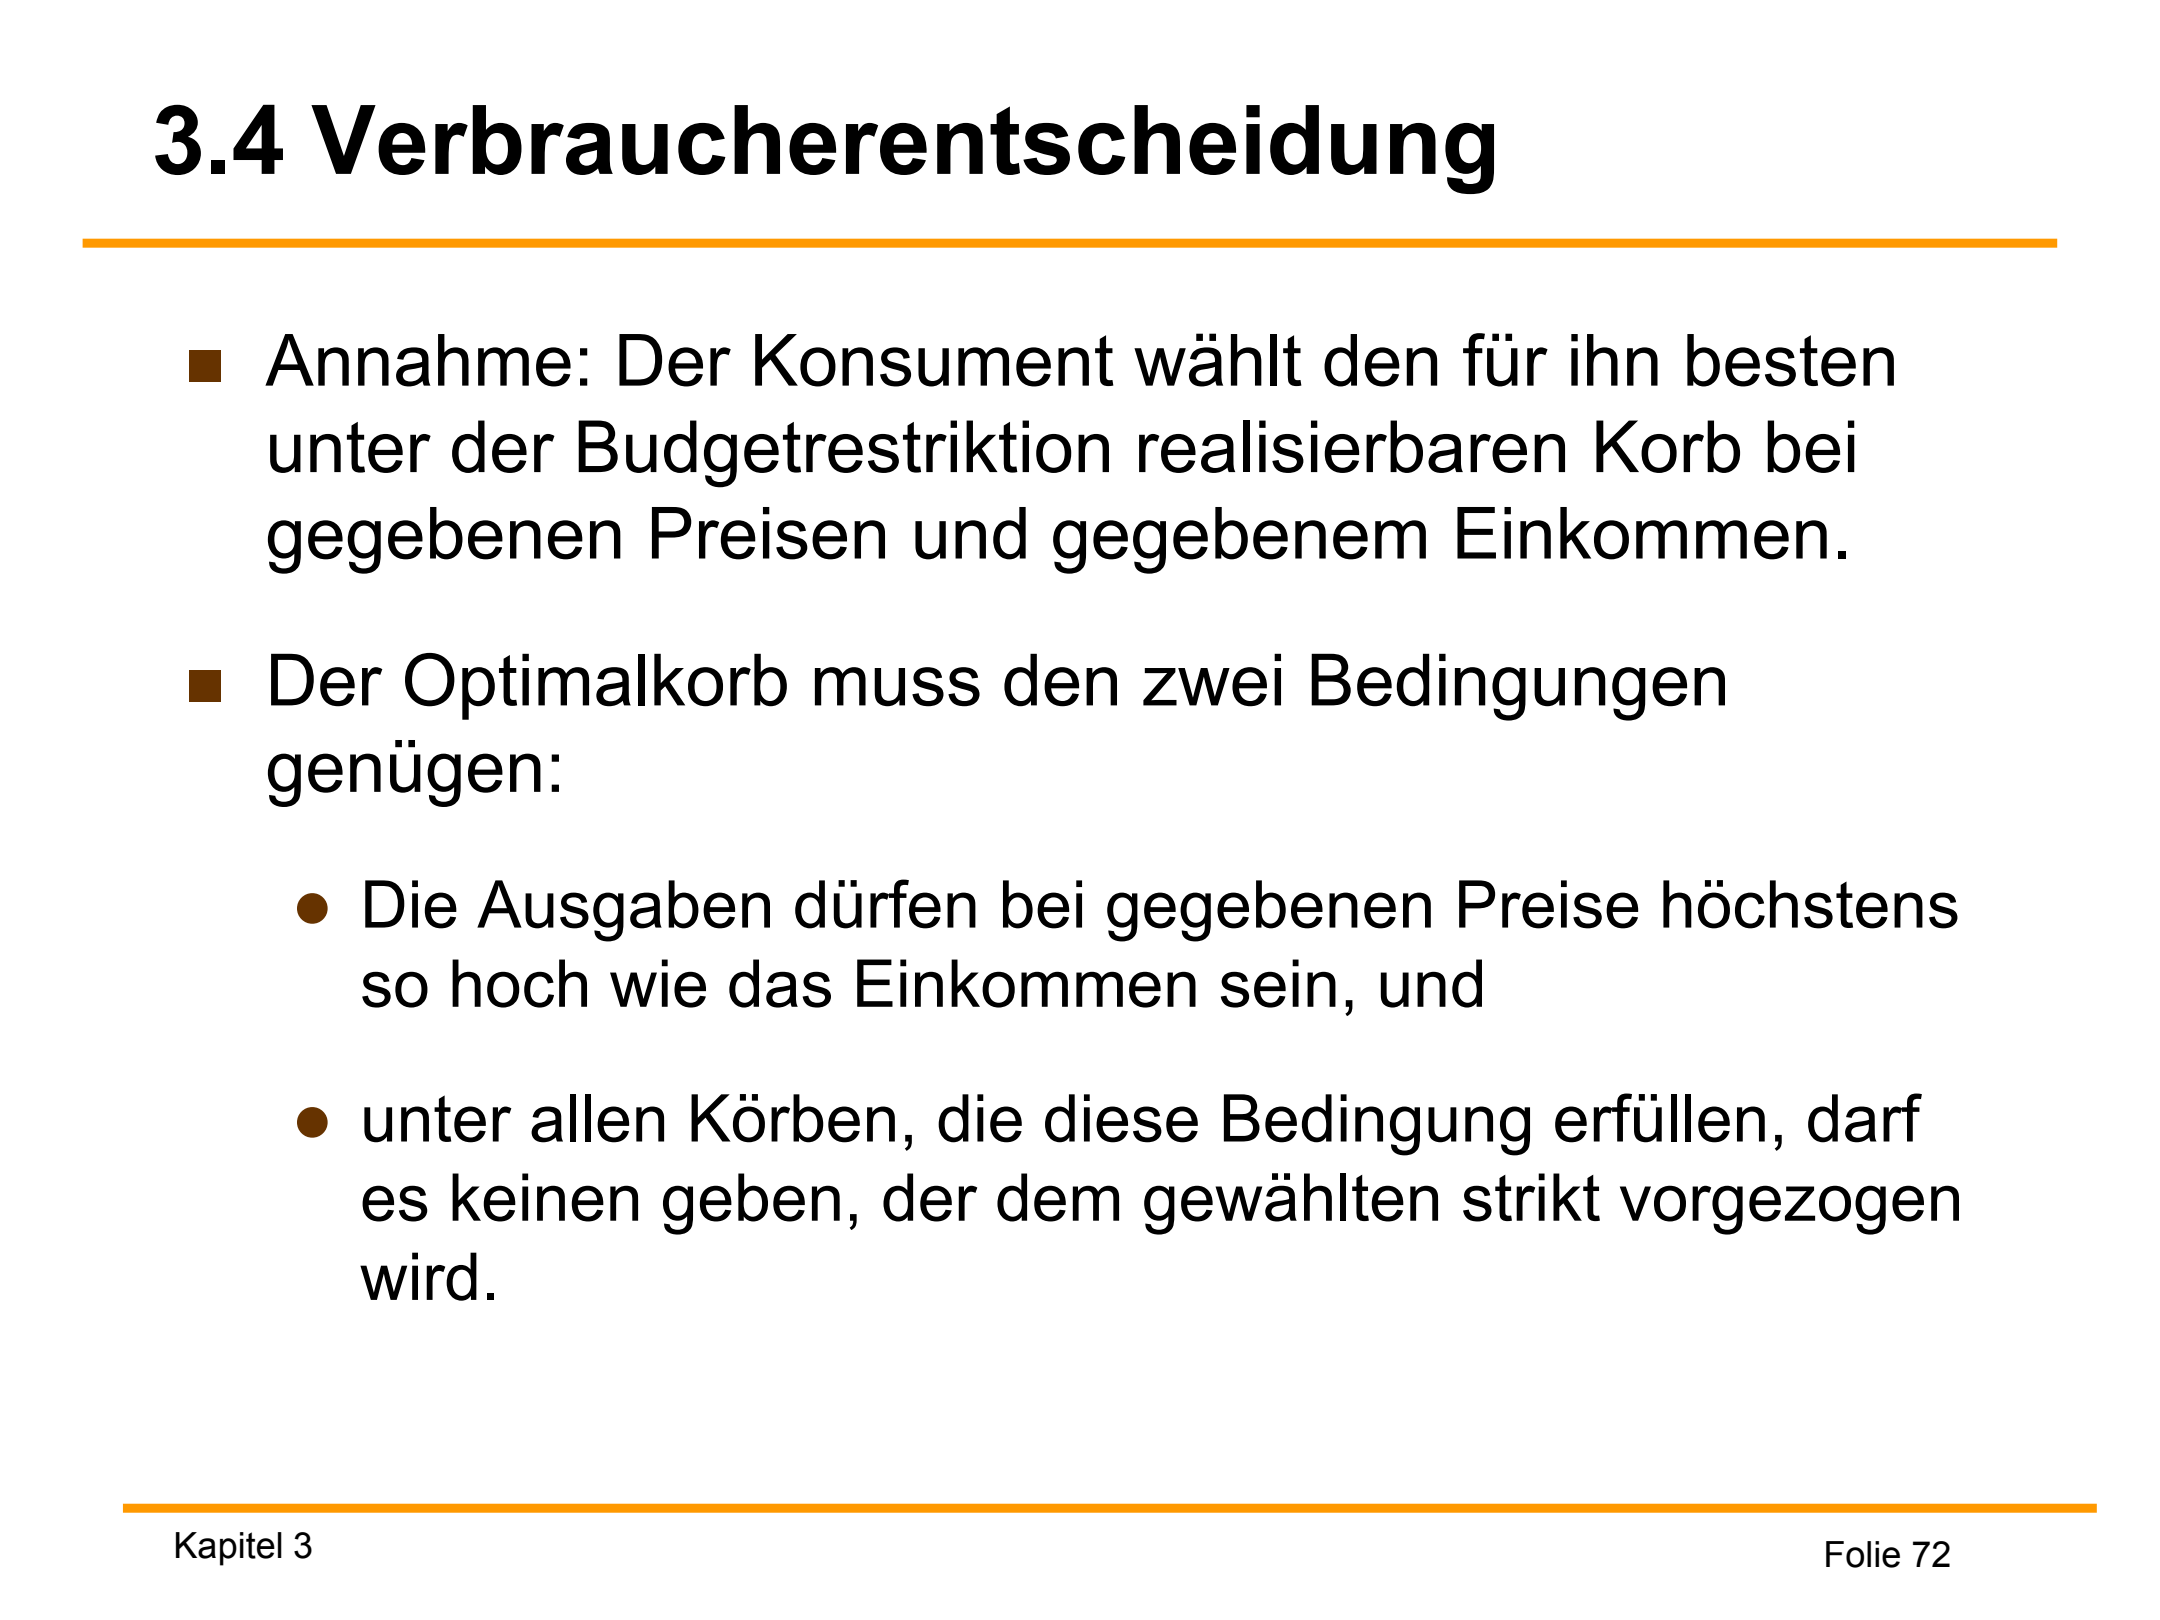 3.4 Verbraucherentscheidung
Annahme: Der Konsument wählt den für ihn besten
unter der Budgetrestriktion realisierbaren Korb bei
gegebenen Preisen und gegebenem Einkommen.
Der Optimalkorb muss den zwei Bedingungen
genügen:
Die Ausgaben dürfen bei gegebenen Preise höchstens
so hoch wie das Einkommen sein, und
unter allen Körben, die diese Bedingung erfüllen, darf
es keinen geben, der dem gewählten strikt vorgezogen
wird.
Kapitel 3
Folie 72